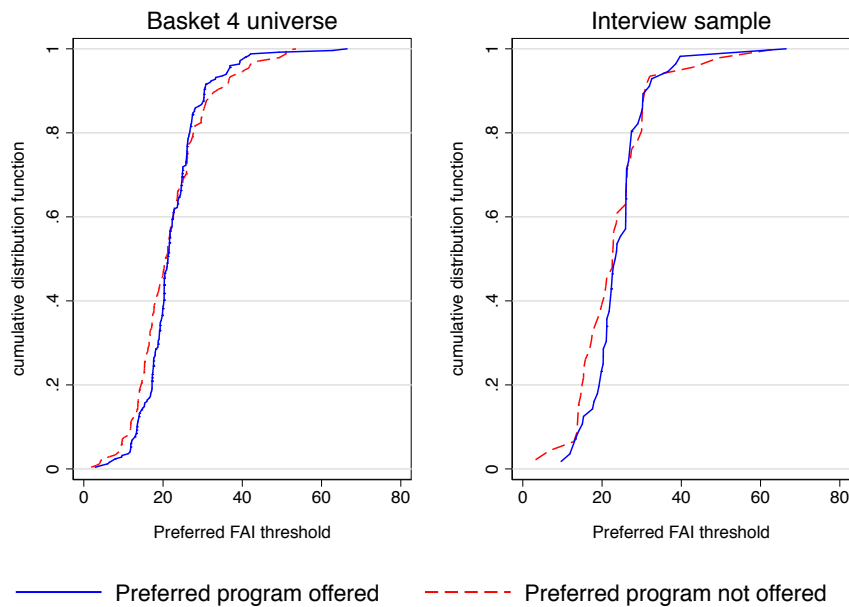 Basket 4 universe
cumulative distribution function
1
.8
.6
.4
.2
0
0 20 40 60 80
Preferred FAI threshold
Interview sample
cumulative distribution function
1
.8
.6
.4
.2
0
0 20 40 60 80
Preferred FAI threshold
Preferred program offered
Preferred program not offered